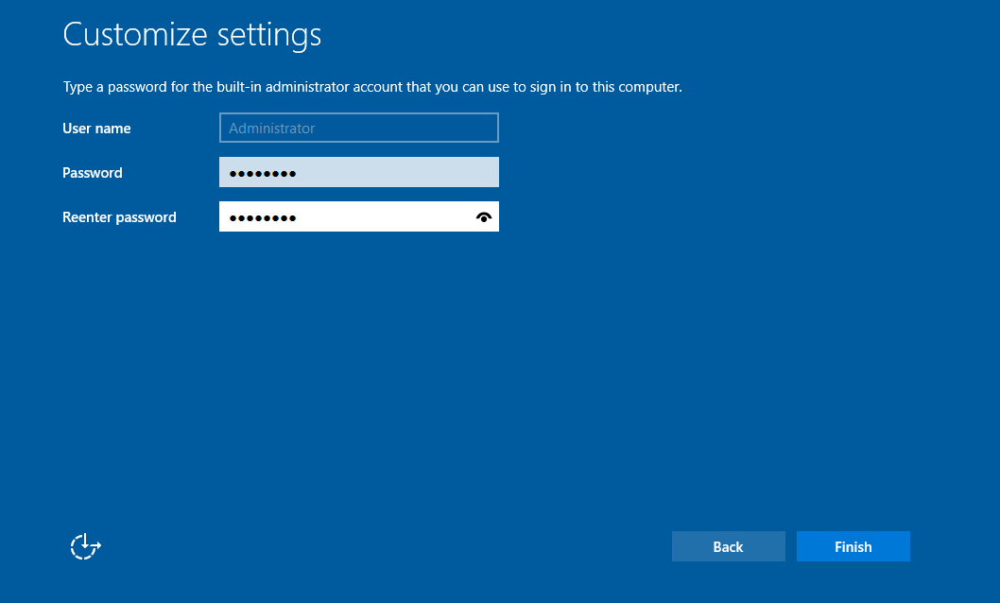 Customize settings
Type a password for the built-in administrator account that you can use to sign in to this computer.
User name
Administrator
Password
●●●●●●●●
Reenter password
●●●●●●●●
Back
Finish